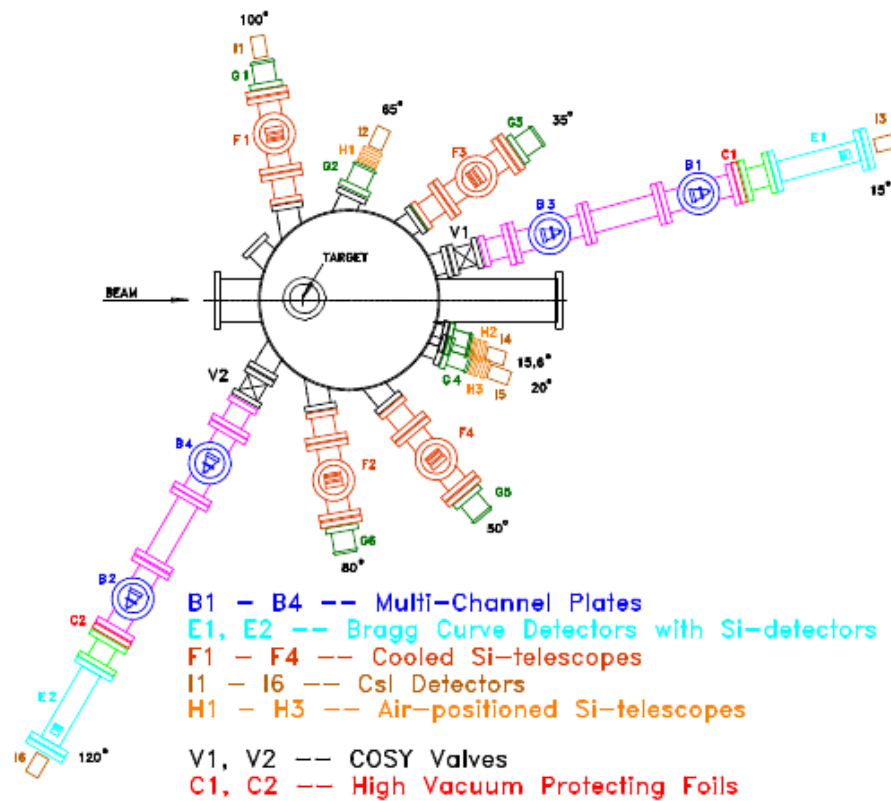 100°
I1
G1
F1
65°
I2
H1
G2
G3
35°
F3
I3
E1
C1
B1
15°
B3
V1
TARGET
BEAM
H2
I4
15,6°
G4
H3
I5
20°
V2
B4
F2
F4
G5
50°
G6
80°
B2
C2
E2
I6
120°
B1 - B4 -- Multi-Channel Plates
E1, E2 -- Bragg Curve Detectors with Si-detectors
F1 - F4 -- Cooled Si-telescopes
I1 - I6 -- CsI Detectors
H1 - H3 -- Air-positioned Si-telescopes
V1, V2 -- COSY Valves
C1, C2 -- High Vacuum Protecting Foils